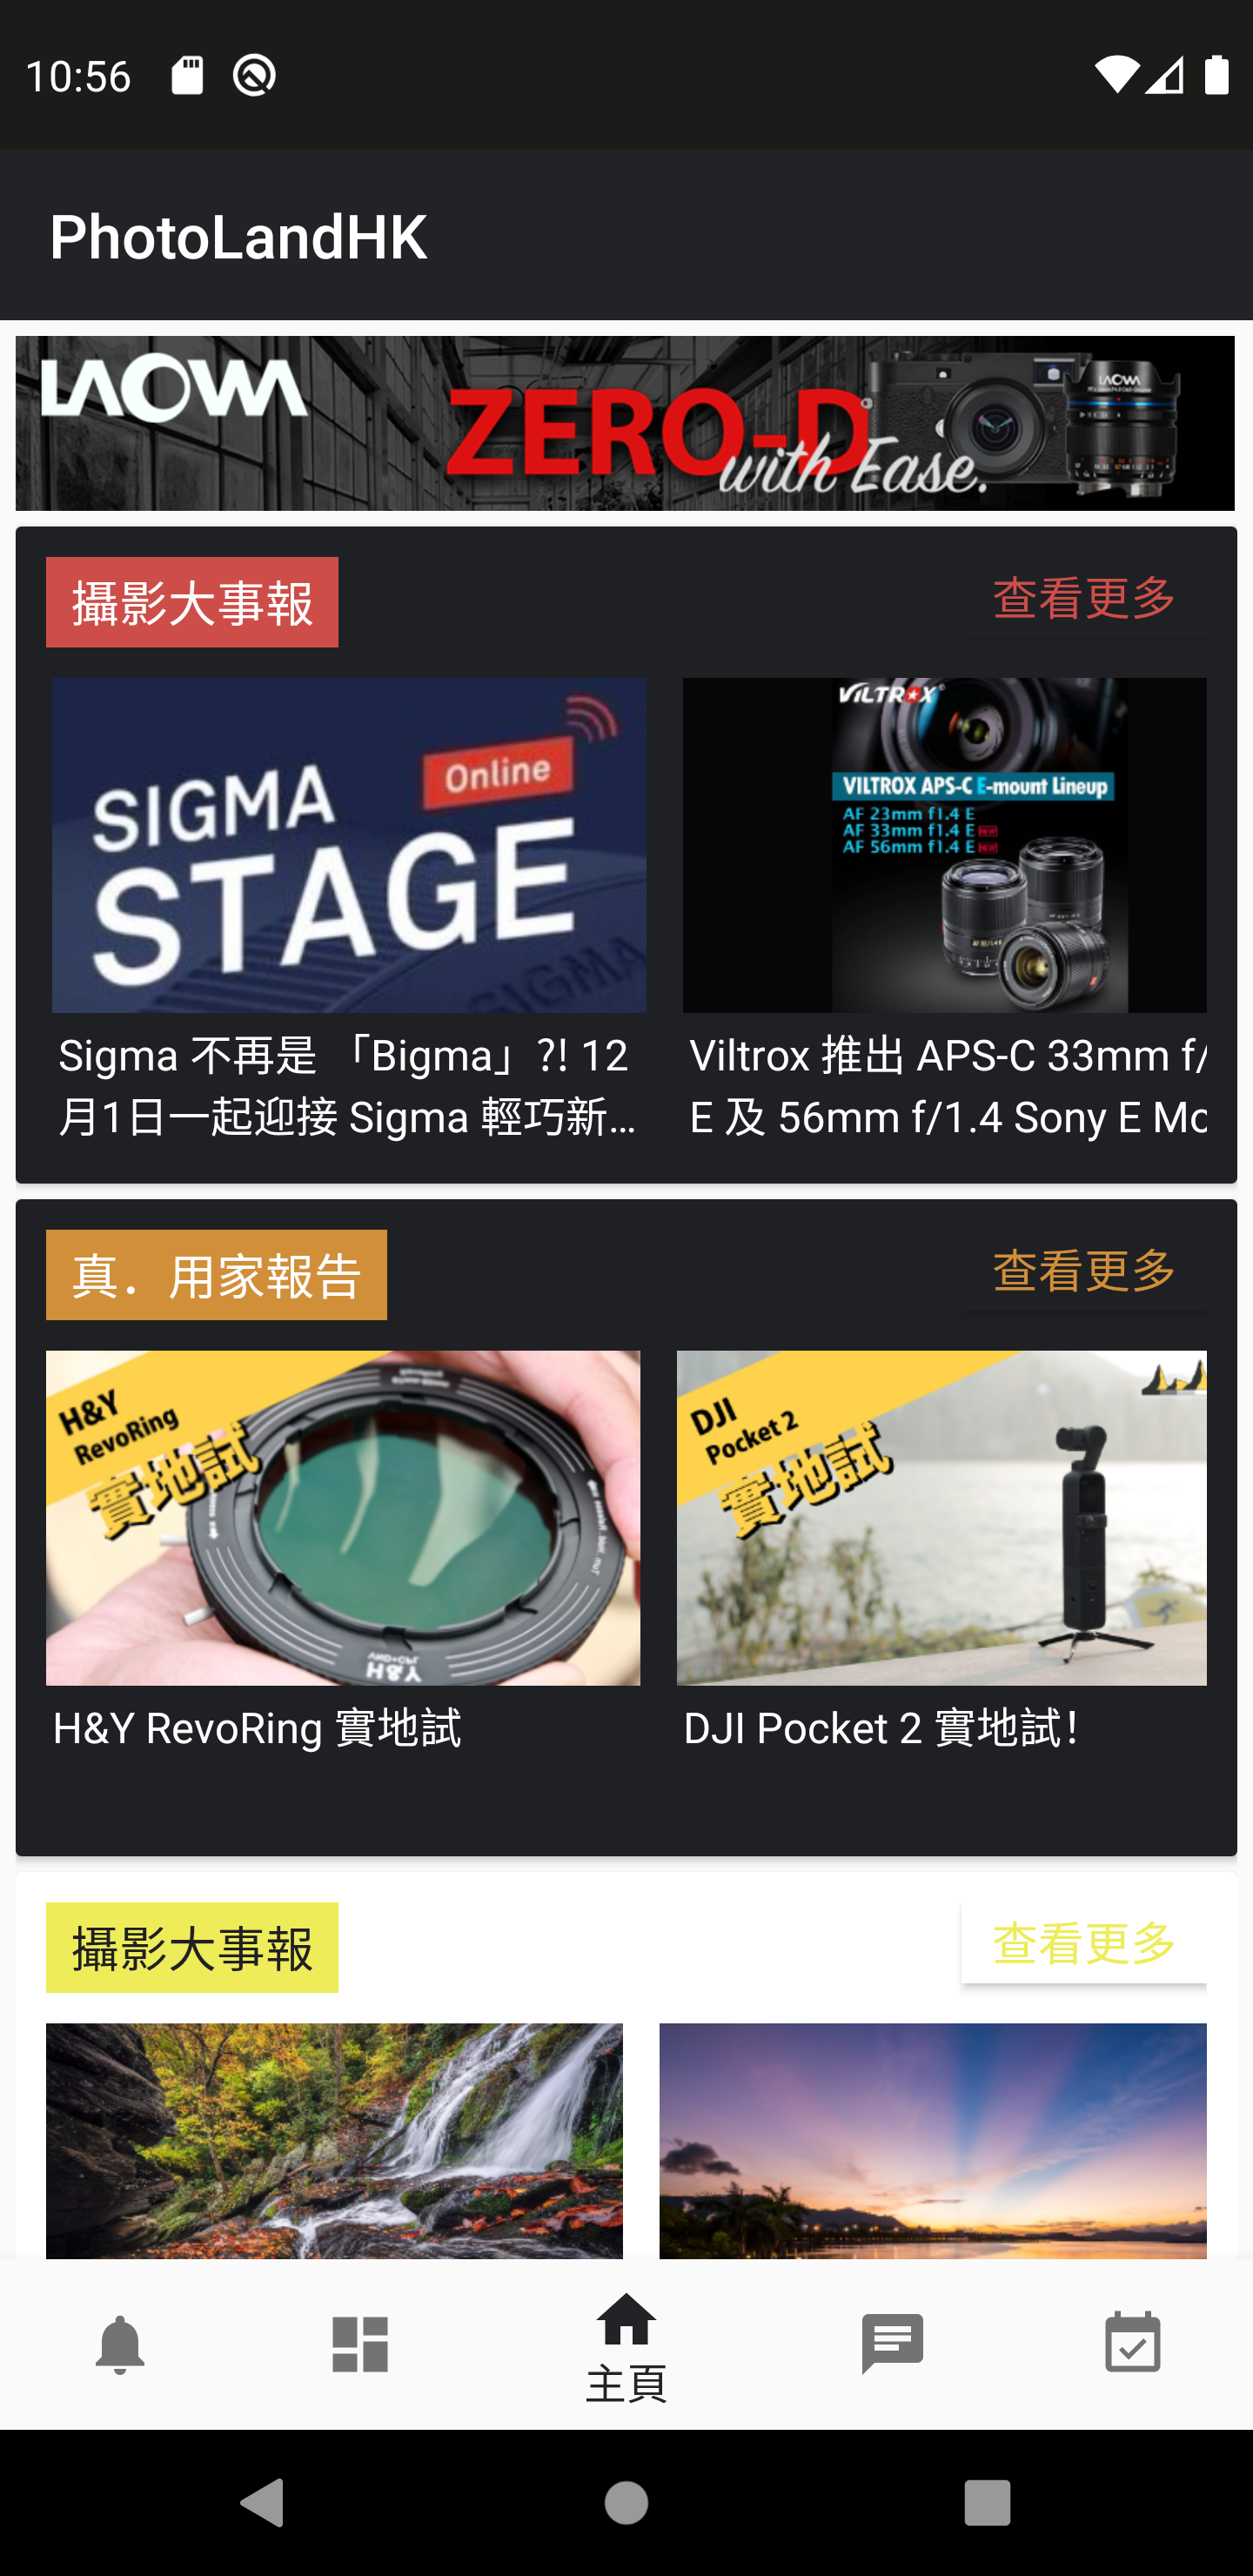 10:56
PhotoLandHK
LAOWA
ZERO-D
with Ease.
攝影大事報
查看更多
SIGMA
Online
STAGE
VILTROX
VILTROX APS-C E-mount Lineup
AF 23mm f1.4 E
AF 33mm f1.4 E NEW
AF 56mm f1.4 E NEW
Sigma 不再是 「Bigma」?! 12
月1日一起迎接 Sigma 輕巧新...
Viltrox 推出 APS-C 33mm f/
E 及 56mm f/1.4 Sony E Mo
真．用家報告
查看更多
H&Y
RevoRing
實地試
H&Y
DJI
Pocket 2
實地試
H&Y RevoRing 實地試
DJI Pocket 2 實地試!
攝影大事報
查看更多
主頁